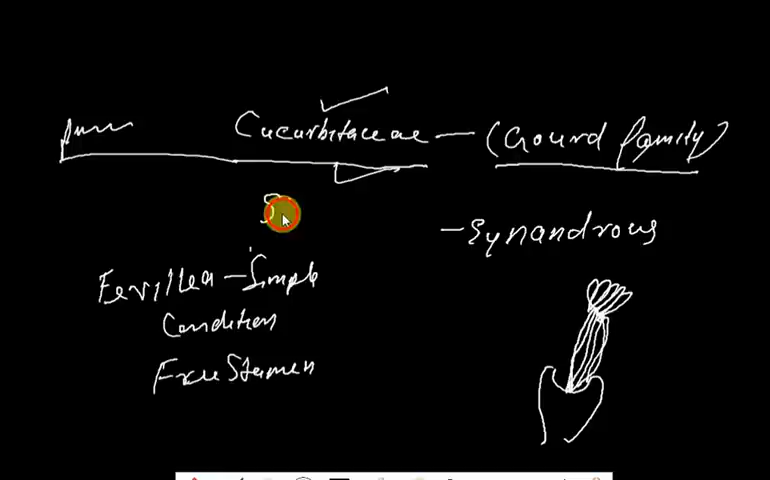 Cucurbitaceae — (Gourd family)
— Synandrous
Fevillea — Simple
Condition
Free Stamen